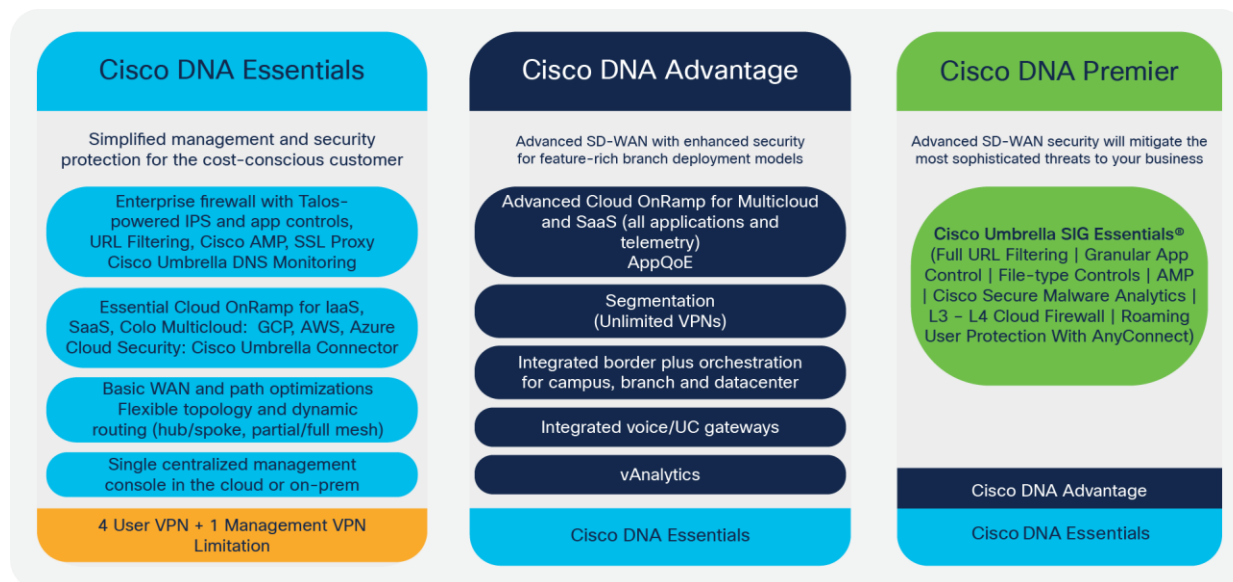 Cisco DNA Essentials
Simplified management and security
protection for the cost-conscious customer
Enterprise firewall with Talos-
powered IPS and app controls,
URL Filtering, Cisco AMP, SSL Proxy
Cisco Umbrella DNS Monitoring
Essential Cloud OnRamp for IaaS,
SaaS, Colo Multicloud: GCP, AWS, Azure
Cloud Security: Cisco Umbrella Connector
Basic WAN and path optimizations
Flexible topology and dynamic
routing (hub/spoke, partial/full mesh)
Single centralized management
console in the cloud or on-prem
4 User VPN + 1 Management VPN
Limitation
Cisco DNA Advantage
Advanced SD-WAN with enhanced security
for feature-rich branch deployment models
Advanced Cloud OnRamp for Multicloud
and SaaS (all applications and
telemetry)
AppQoE
Segmentation
(Unlimited VPNs)
Integrated border plus orchestration
for campus, branch and datacenter
Integrated voice/UC gateways
vAnalytics
Cisco DNA Essentials
Cisco DNA Premier
Advanced SD-WAN security will mitigate the
most sophisticated threats to your business
Cisco Umbrella SIG Essentials®
(Full URL Filtering | Granular App
Control | File-type Controls | AMP
| Cisco Secure Malware Analytics |
L3 – L4 Cloud Firewall | Roaming
User Protection With AnyConnect)
Cisco DNA Advantage
Cisco DNA Essentials